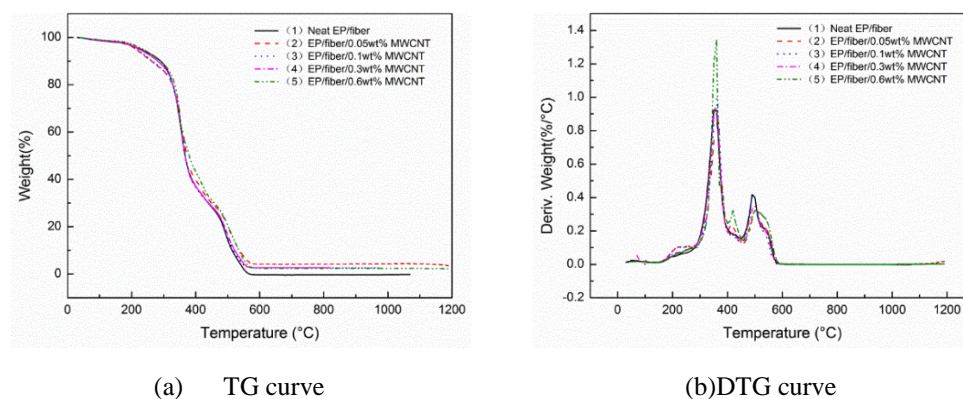 （1）Neat EP/fiber
（2）EP/fiber/0.05wt% MWCNT
（3）EP/fiber/0.1wt% MWCNT
（4）EP/fiber/0.3wt% MWCNT
（5）EP/fiber/0.6wt% MWCNT
100
80
60
40
20
0
Weight(%)
0 200 400 600 800 1000 1200
Temperature (°C)
(a) TG curve
（1）Neat EP/fiber
（2）EP/fiber/0.05wt% MWCNT
（3）EP/fiber/0.1wt% MWCNT
（4）EP/fiber/0.3wt% MWCNT
（5）EP/fiber/0.6wt% MWCNT
1.4
1.2
1.0
0.8
0.6
0.4
0.2
0.0
-0.2
Deriv. Weight(%/°C)
0 200 400 600 800 1000 1200
Temperature (°C)
(b)DTG curve